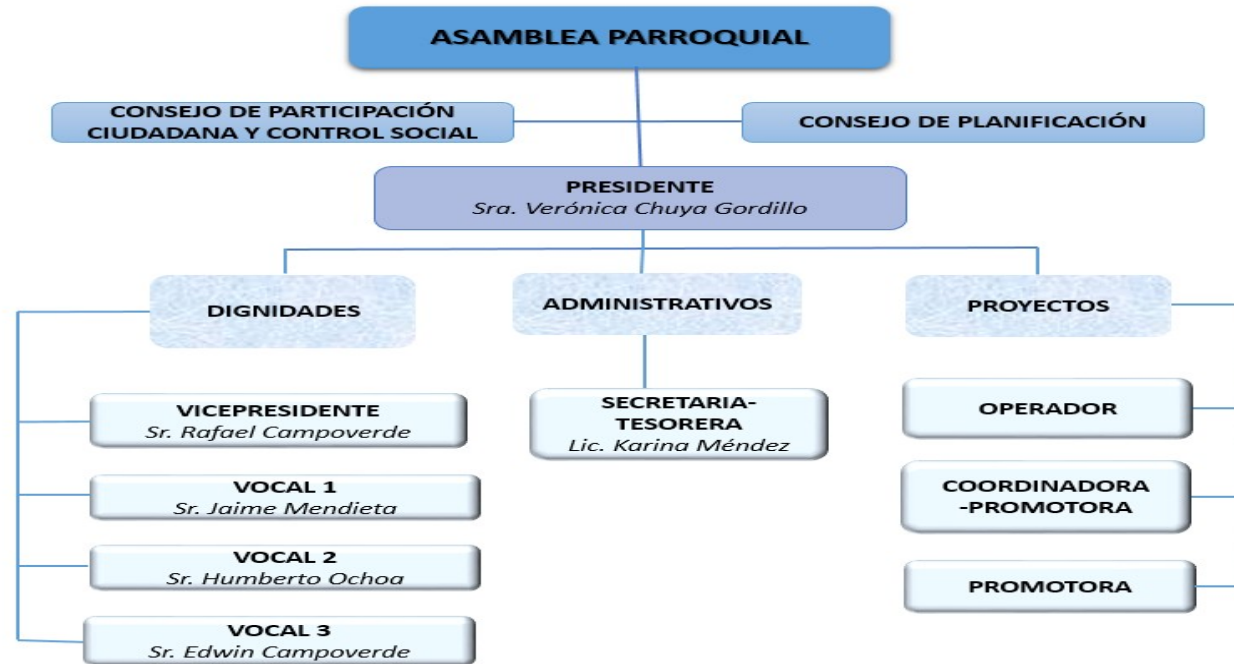 ASAMBLEA PARROQUIAL
CONSEJO DE PARTICIPACIÓN
CIUDADANA Y CONTROL SOCIAL
CONSEJO DE PLANIFICACIÓN
PRESIDENTE
Sra. Verónica Chuya Gordillo
DIGNIDADES
ADMINISTRATIVOS
PROYECTOS
VICEPRESIDENTE
Sr. Rafael Campoverde
VOCAL 1
Sr. Jaime Mendieta
VOCAL 2
Sr. Humberto Ochoa
VOCAL 3
Sr. Edwin Campoverde
SECRETARIA-
TESORERA
Lic. Karina Méndez
OPERADOR
COORDINADORA
-PROMOTORA
PROMOTORA